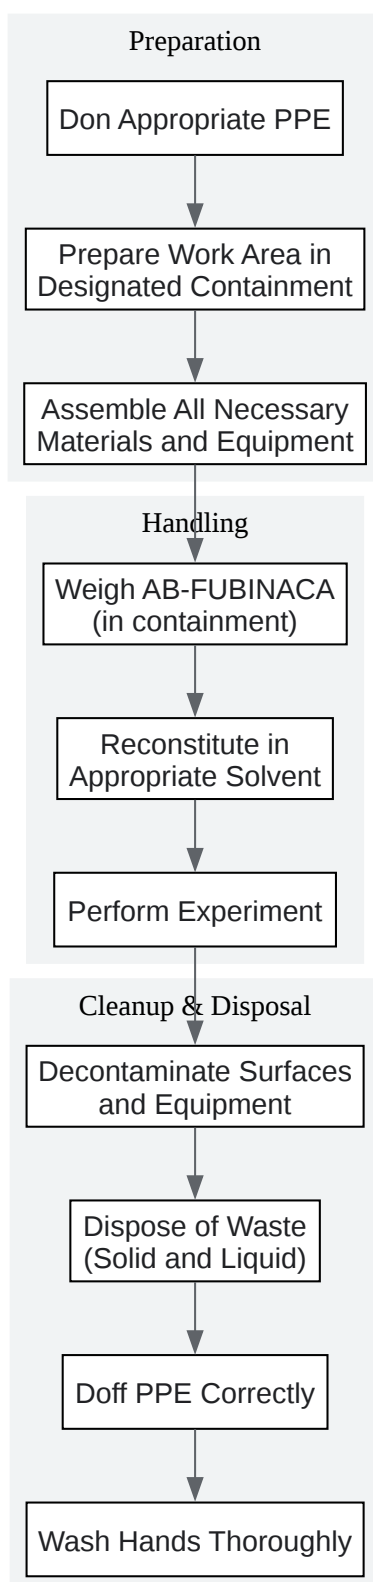 Preparation
Don Appropriate PPE
Prepare Work Area in
Designated Containment
Assemble All Necessary
Materials and Equipment
Handling
Weigh AB-FUBINACA
(in containment)
Reconstitute in
Appropriate Solvent
Perform Experiment
Cleanup & Disposal
Decontaminate Surfaces
and Equipment
Dispose of Waste
(Solid and Liquid)
Doff PPE Correctly
Wash Hands Thoroughly